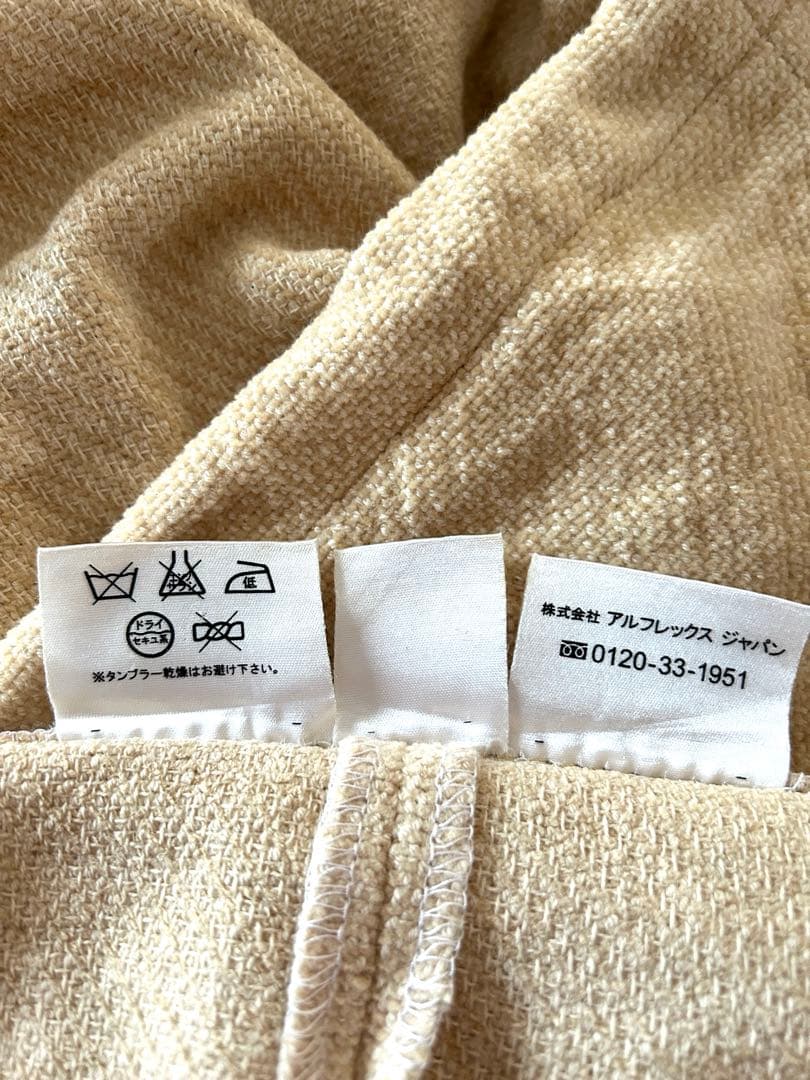 低
ドライ
セキユ系
※タンブラー乾燥はお避け下さい。
株式会社 アルフレックス ジャパン
0120-33-1951